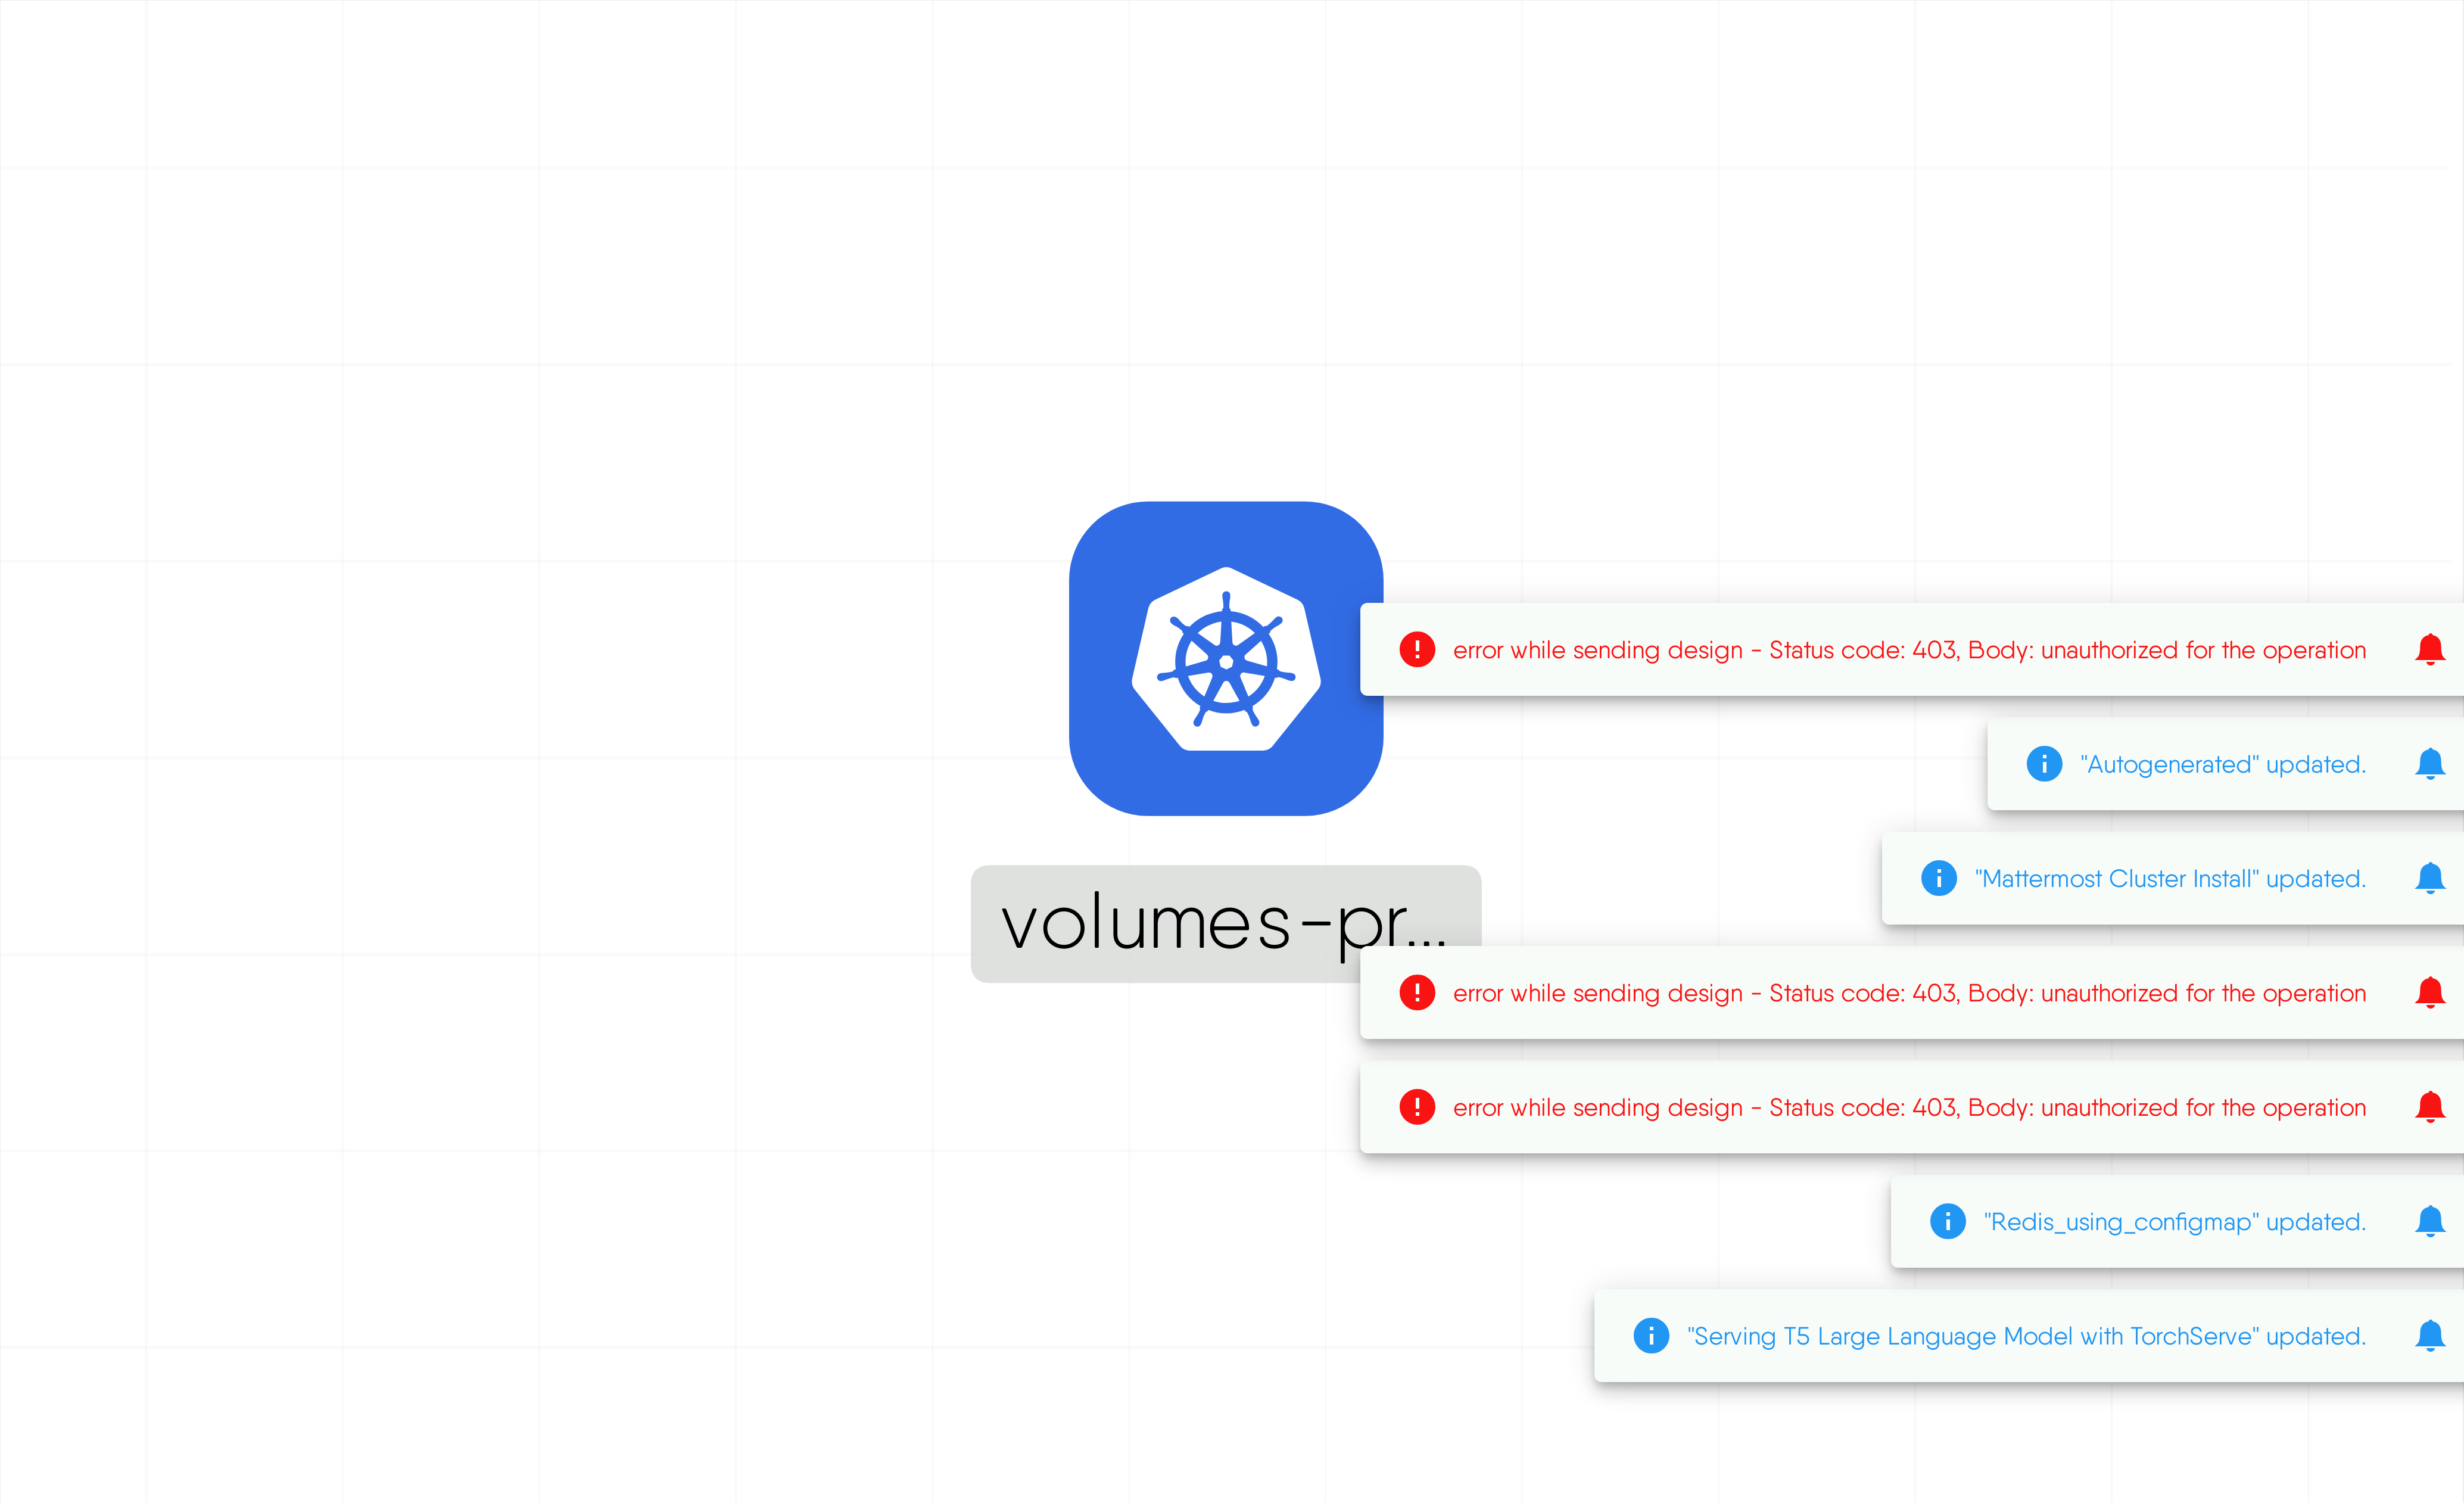 error while sending design - Status code: 403, Body: unauthorized for the operation
"Autogenerated" updated.
"Mattermost Cluster Install" updated.
volumes-pr...
error while sending design - Status code: 403, Body: unauthorized for the operation
error while sending design - Status code: 403, Body: unauthorized for the operation
"Redis_using_configmap" updated.
"Serving T5 Large Language Model with TorchServe" updated.